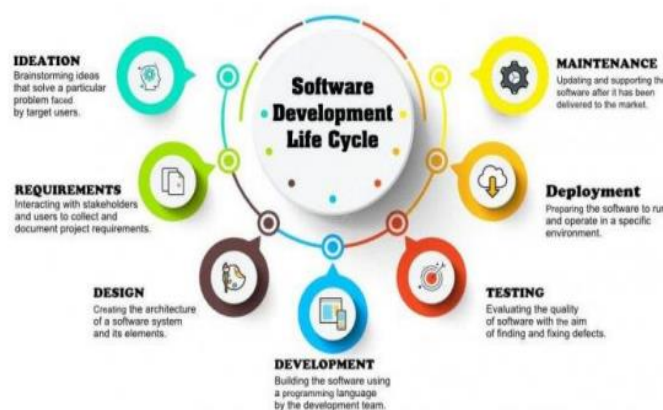 Software
Development
Life Cycle
IDEATION
Brainstorming ideas
that solve a particular
problem faced
by target users.
REQUIREMENTS
Interacting with stakeholders
and users to collect and
document project requirements.
DESIGN
Creating the architecture
of a software system
and its elements.
DEVELOPMENT
Building the software using
a programming language
by the development team.
TESTING
Evaluating the quality
of software with the aim
of finding and fixing defects.
Deployment
Preparing the software to run
and operate in a specific
environment.
MAINTENANCE
Updating and supporting the
software after it has been
delivered to the market.